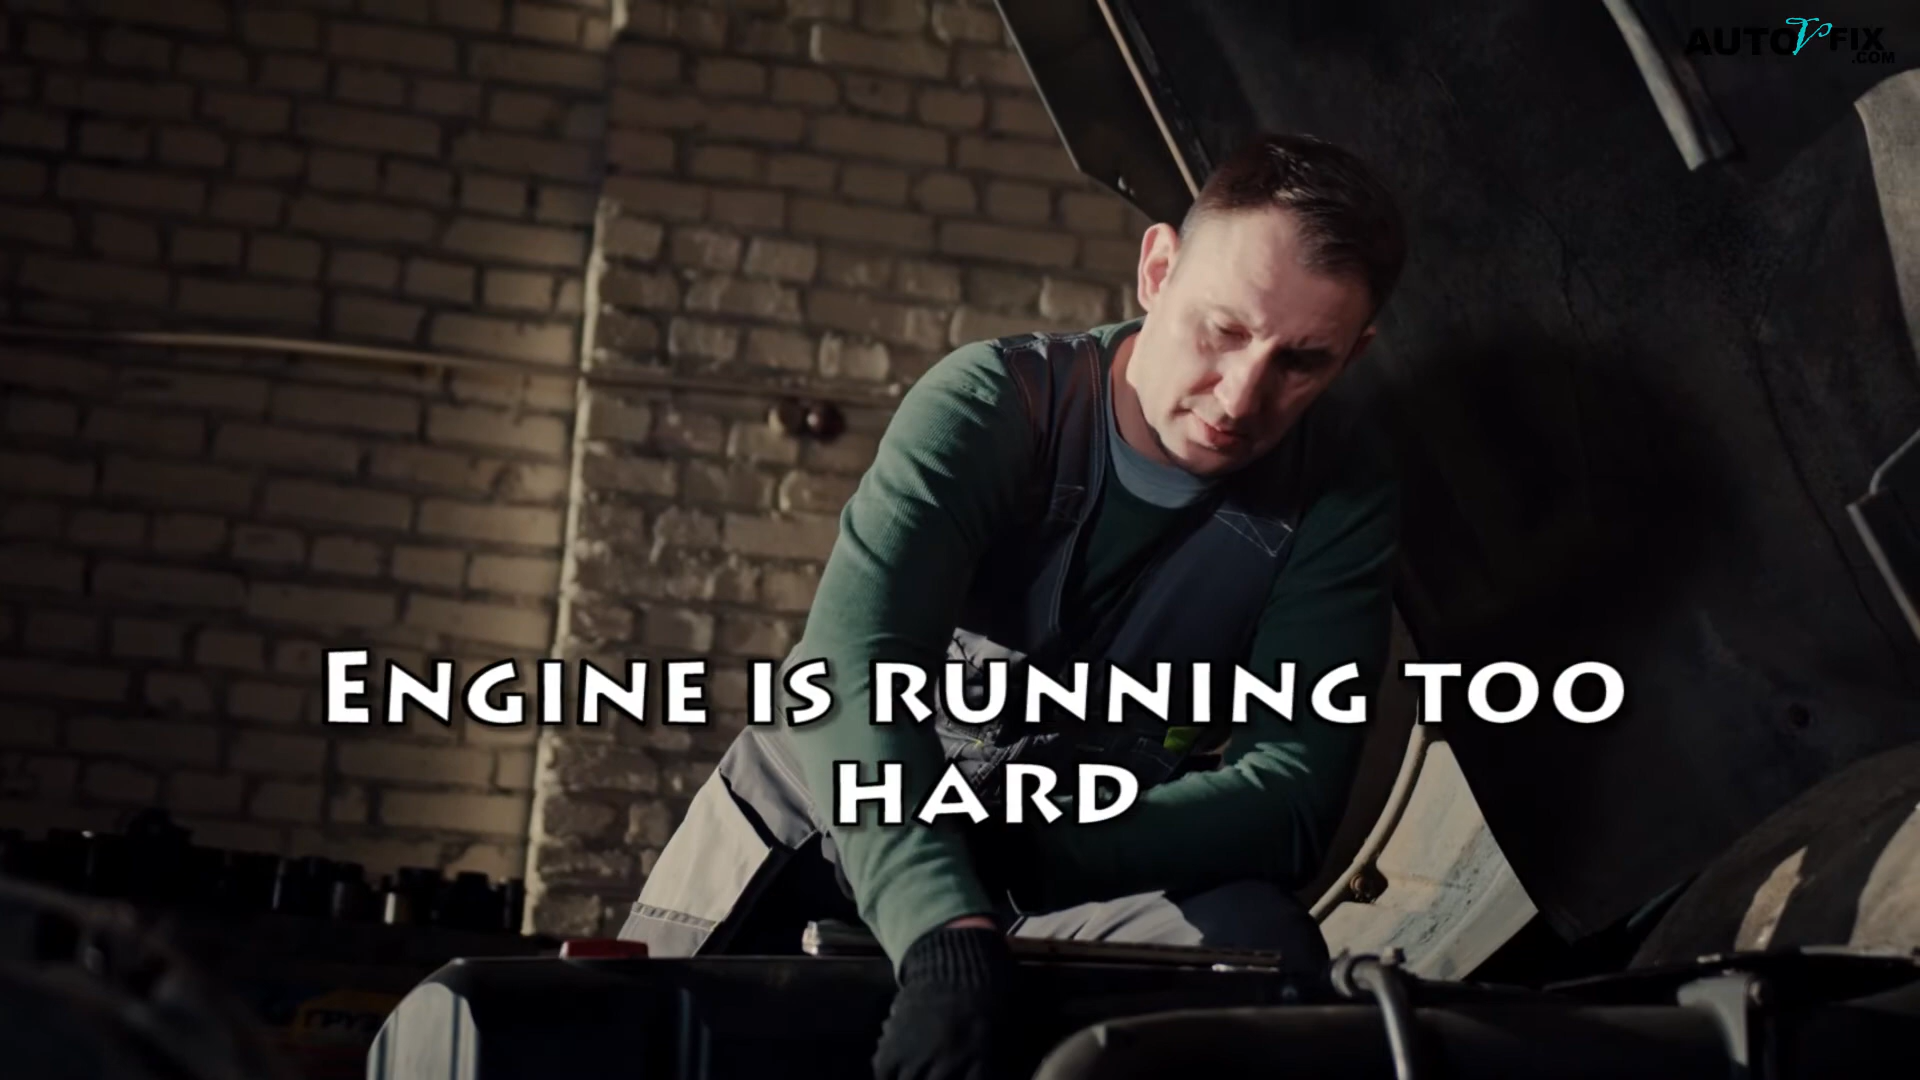 AUTOVFIX
.COM
ENGINE IS RUNNING TOO
HARD